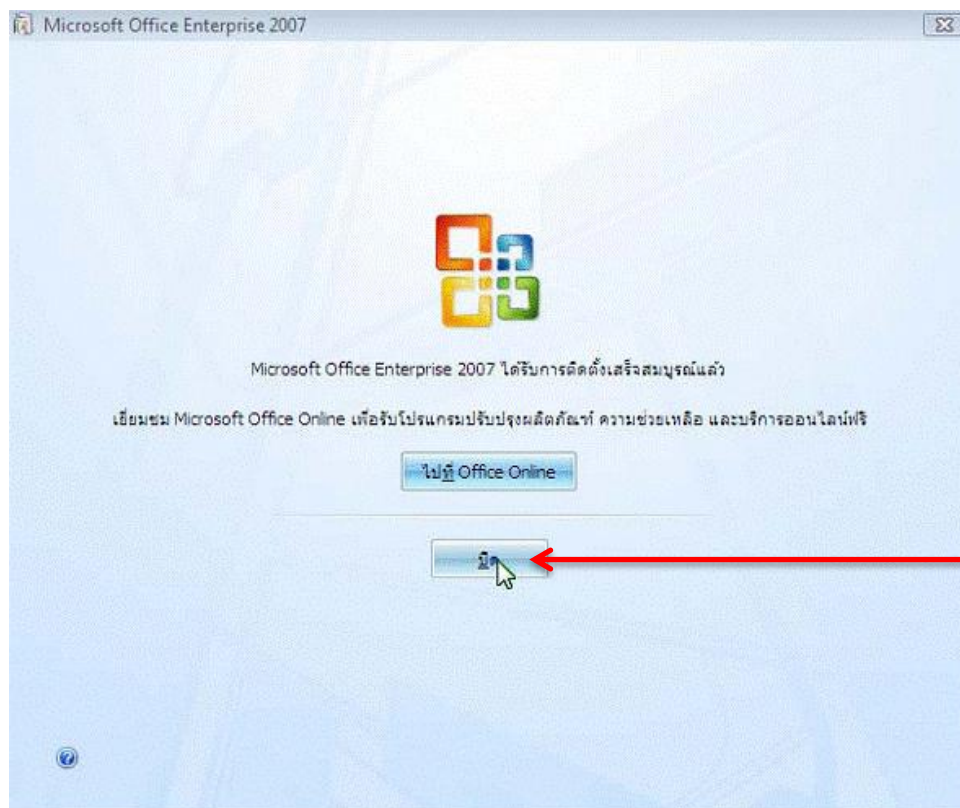 Microsoft Office Enterprise 2007
Microsoft Office Enterprise 2007 ได้รับการติดตั้งเสร็จสมบูรณ์แล้ว
เยี่ยมชม Microsoft Office Online เพื่อรับโปรแกรมปรับปรุงผลิตภัณฑ์ ความช่วยเหลือ และบริการออนไลน์ฟรี
ไปที่ Office Online
ปิด